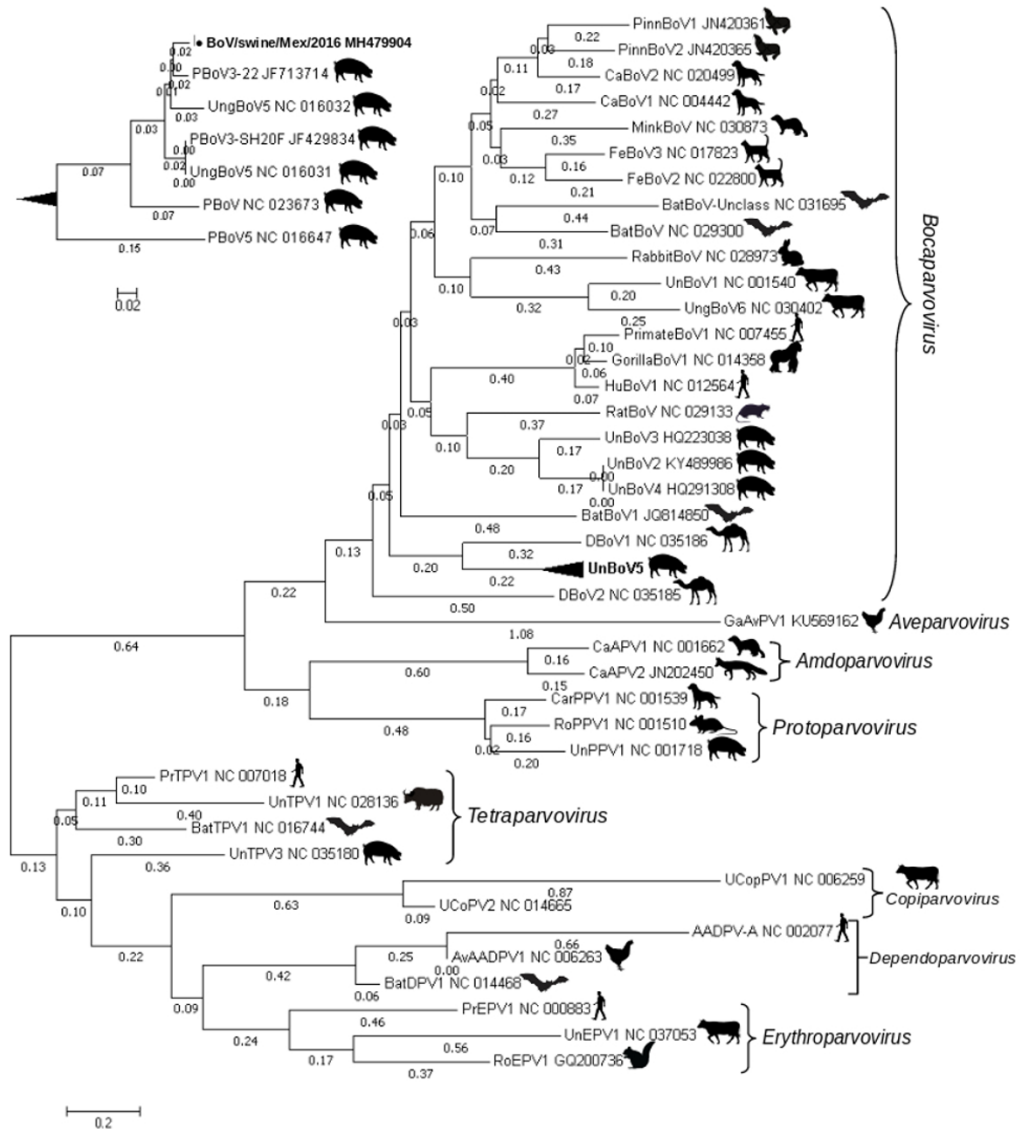 BoV/swine/Mex/2016 MH479904
0.02
0.00
PBoV3-22 JF713714
0.02
0.01
UngBoV5 NC 016032
0.03
0.03
PBoV3-SH20F JF429834
0.00
0.02
UngBoV5 NC 016031
0.00
0.07
PBoV NC 023673
0.07
PBoV5 NC 016647
0.15
0.02
PinnBoV1 JN420361
0.22
0.03
PinnBoV2 JN420365
0.18
0.11
CaBoV2 NC 020499
0.17
0.02
CaBoV1 NC 004442
0.27
0.05
MinkBoV NC 030873
0.35
0.03
FeBoV3 NC 017823
0.16
0.12
FeBoV2 NC 022800
0.21
0.10
BatBoV-Unclass NC 031695
0.44
0.07
BatBoV NC 029300
0.31
0.06
RabbitBoV NC 028973
0.43
0.10
UnBoV1 NC 001540
0.20
0.32
UngBoV6 NC 030402
0.25
Bocaparvovirus
0.03
PrimateBoV1 NC 007455
0.10
0.02
GorillaBoV1 NC 014358
0.06
0.40
HuBoV1 NC 012564
0.07
0.05
RatBoV NC 029133
0.37
0.03
0.10
UnBoV3 HQ223038
0.17
0.20
UnBoV2 KY489986
0.00
0.17
UnBoV4 HQ291308
0.00
0.05
BatBoV1 JQ814850
0.48
DBoV1 NC 035186
0.32
0.13
0.20
UnBoV5
0.22
DBoV2 NC 035185
0.50
0.22
GaAvPV1 KU569162
Aveparvovirus
1.08
0.64
CaAPV1 NC 001662
0.16
0.60
CaAPV2 JN202450
0.15
Amdoparvovirus
0.18
CarPPV1 NC 001539
0.17
0.48
RoPPV1 NC 001510
0.16
0.02
UnPPV1 NC 001718
0.20
Protoparvovirus
PrTPV1 NC 007018
0.10
0.11
UnTPV1 NC 028136
0.40
0.05
BatTPV1 NC 016744
0.30
Tetraparvovirus
0.13
UnTPV3 NC 035180
0.36
0.10
UCopPV1 NC 006259
0.87
0.63
UCoPV2 NC 014665
0.09
Copiparvovirus
0.22
AADPV-A NC 002077
0.66
0.25
AvAADPV1 NC 006263
0.00
0.42
BatDPV1 NC 014468
0.06
Dependoparvovirus
0.09
PrEPV1 NC 000883
0.46
0.24
UnEPV1 NC 037053
0.56
0.17
RoEPV1 GQ200736
0.37
Erythroparvovirus
0.2